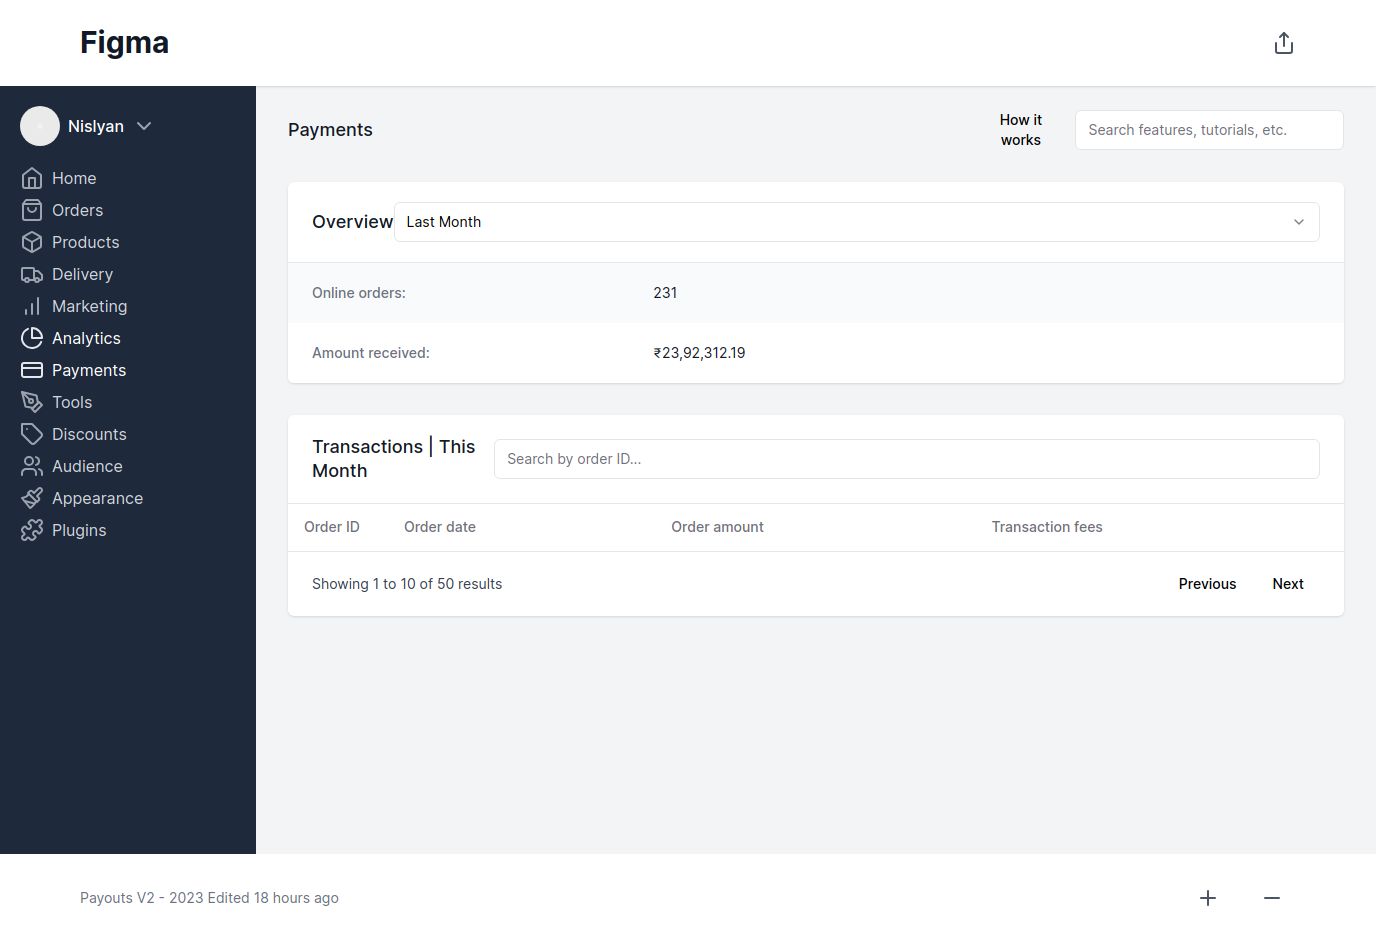 Figma
Nislyan
Home
Orders
Products
Delivery
Marketing
Analytics
Payments
Tools
Discounts
Audience
Appearance
Plugins
Payments
How it
works
Search features, tutorials, etc.
Overview
Last Month
Online orders:
231
Amount received:
₹23,92,312.19
Transactions | This
Month
Search by order ID...
Order ID
Order date
Order amount
Transaction fees
Showing 1 to 10 of 50 results
Previous
Next
Payouts V2 - 2023 Edited 18 hours ago